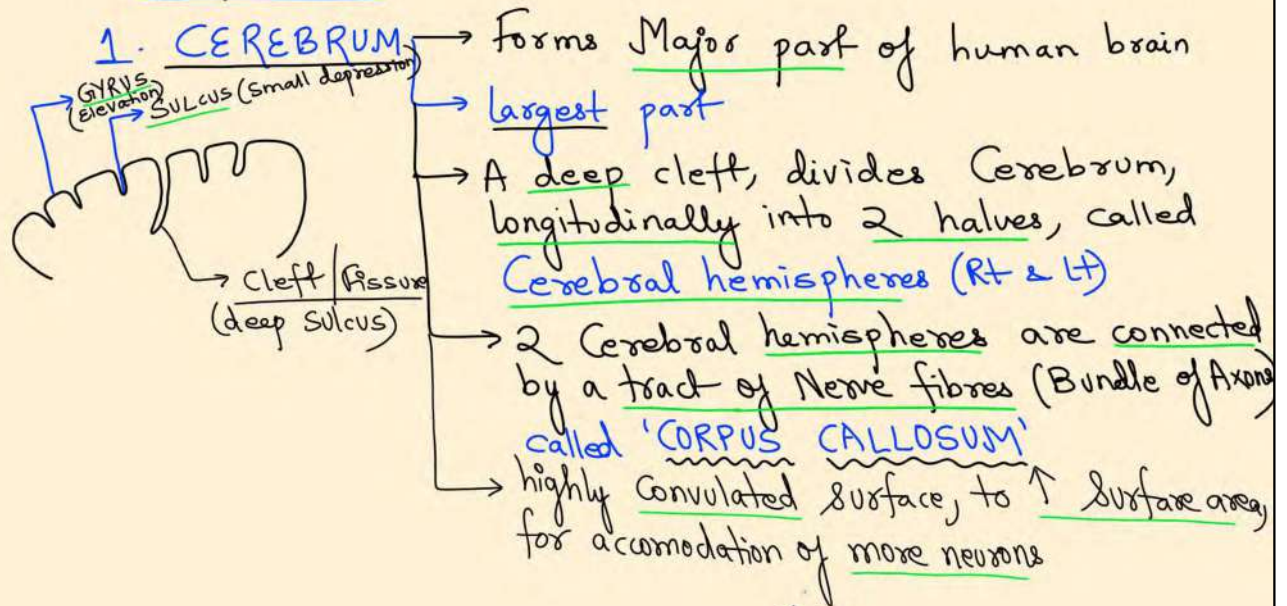 1. CEREBRUM
GYRUS
(Elevation)
SULCUS (Small depression)
Cleft/Fissure
(deep Sulcus)
→ Forms Major part of human brain
→ largest part
→ A deep cleft, divides Cerebrum,
longitudinally into 2 halves, called
Cerebral hemispheres (Rt & Lt)
→ 2 Cerebral hemispheres are connected
by a tract of Nerve fibres (Bundle of Axons)
called 'CORPUS CALLOSUM'
→ highly Convulated Surface, to ↑ Surface area,
for accomodation of more neurons